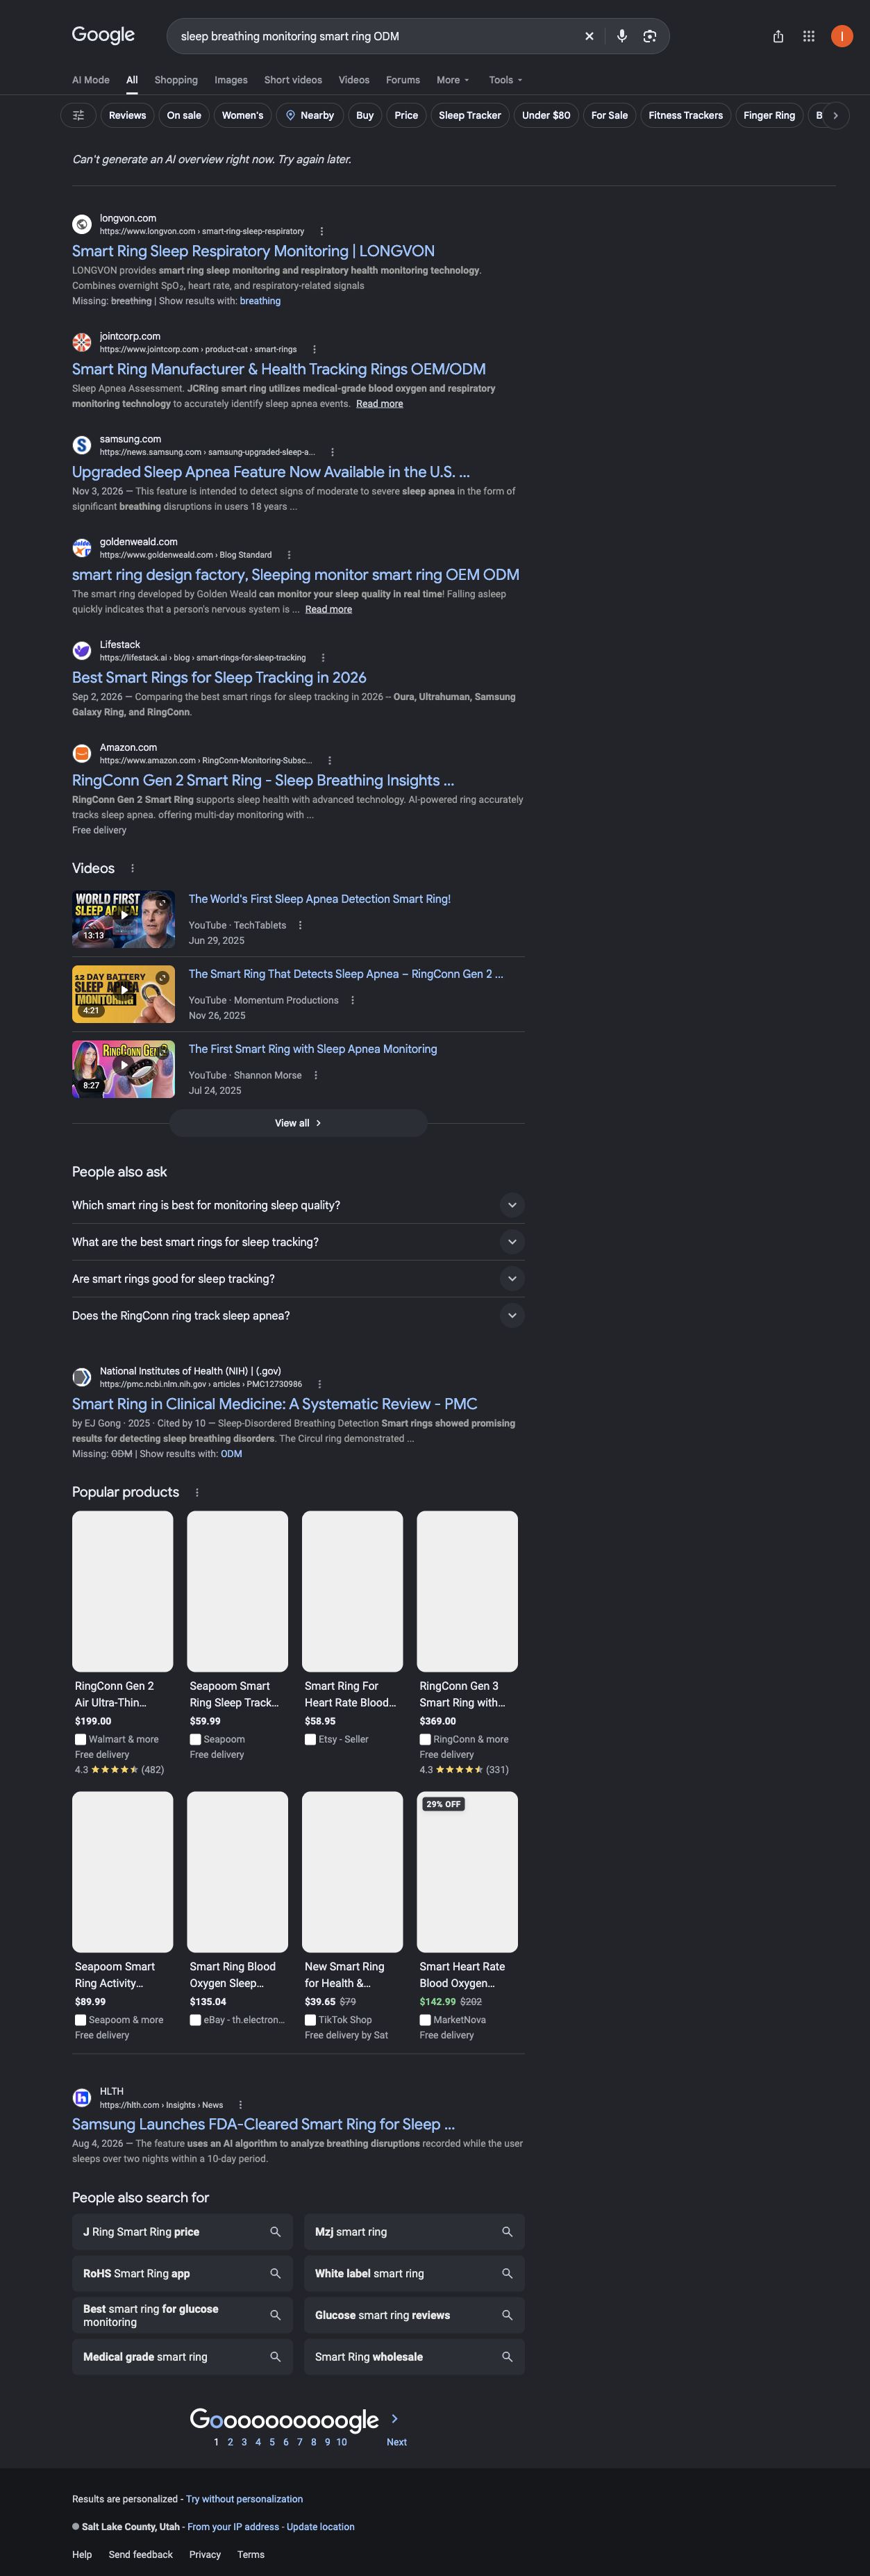 Google
sleep breathing monitoring smart ring ODM
I
AI Mode
All
Shopping
Images
Short videos
Videos
Forums
More
Tools
Reviews
On sale
Women's
Nearby
Buy
Price
Sleep Tracker
Under $80
For Sale
Fitness Trackers
Finger Ring
B
Can't generate an AI overview right now. Try again later.
longvon.com
https://www.longvon.com › smart-ring-sleep-respiratory
Smart Ring Sleep Respiratory Monitoring | LONGVON
LONGVON provides smart ring sleep monitoring and respiratory health monitoring technology.
Combines overnight SpO₂, heart rate, and respiratory-related signals
Missing: breathing | Show results with: breathing
jointcorp.com
https://www.jointcorp.com › product-cat › smart-rings
Smart Ring Manufacturer & Health Tracking Rings OEM/ODM
Sleep Apnea Assessment. JCRing smart ring utilizes medical-grade blood oxygen and respiratory
monitoring technology to accurately identify sleep apnea events. Read more
samsung.com
https://news.samsung.com › samsung-upgraded-sleep-a...
Upgraded Sleep Apnea Feature Now Available in the U.S. ...
Nov 3, 2026 — This feature is intended to detect signs of moderate to severe sleep apnea in the form of
significant breathing disruptions in users 18 years ...
goldenweald.com
https://www.goldenweald.com › Blog Standard
smart ring design factory, Sleeping monitor smart ring OEM ODM
The smart ring developed by Golden Weald can monitor your sleep quality in real time! Falling asleep
quickly indicates that a person's nervous system is ... Read more
Lifestack
https://lifestack.ai › blog › smart-rings-for-sleep-tracking
Best Smart Rings for Sleep Tracking in 2026
Sep 2, 2026 — Comparing the best smart rings for sleep tracking in 2026 -- Oura, Ultrahuman, Samsung
Galaxy Ring, and RingConn.
Amazon.com
https://www.amazon.com › RingConn-Monitoring-Subsc...
RingConn Gen 2 Smart Ring - Sleep Breathing Insights ...
RingConn Gen 2 Smart Ring supports sleep health with advanced technology. AI-powered ring accurately
tracks sleep apnea. offering multi-day monitoring with ...
Free delivery
Videos
WORLD FIRST
SLEEP APNEA!
13:13
The World's First Sleep Apnea Detection Smart Ring!
YouTube · TechTablets
Jun 29, 2025
12 DAY BATTERY
SLEEP APNEA
MONITORING
4:21
The Smart Ring That Detects Sleep Apnea – RingConn Gen 2 ...
YouTube · Momentum Productions
Nov 26, 2025
8:27
The First Smart Ring with Sleep Apnea Monitoring
YouTube · Shannon Morse
Jul 24, 2025
View all
People also ask
Which smart ring is best for monitoring sleep quality?
What are the best smart rings for sleep tracking?
Are smart rings good for sleep tracking?
Does the RingConn ring track sleep apnea?
National Institutes of Health (NIH) | (.gov)
https://pmc.ncbi.nlm.nih.gov › articles › PMC12730986
Smart Ring in Clinical Medicine: A Systematic Review - PMC
by EJ Gong · 2025 · Cited by 10 — Sleep-Disordered Breathing Detection Smart rings showed promising
results for detecting sleep breathing disorders. The Circul ring demonstrated ...
Missing: ODM | Show results with: ODM
Popular products
RingConn Gen 2
Air Ultra-Thin...
$199.00
Walmart & more
Free delivery
4.3 (482)
Seapoom Smart
Ring Sleep Track...
$59.99
Seapoom
Free delivery
Smart Ring For
Heart Rate Blood...
$58.95
Etsy - Seller
RingConn Gen 3
Smart Ring with...
$369.00
RingConn & more
Free delivery
4.3 (331)
Seapoom Smart
Ring Activity...
$89.99
Seapoom & more
Free delivery
Smart Ring Blood
Oxygen Sleep...
$135.04
eBay - th.electron...
New Smart Ring
for Health &...
$39.65 $79
TikTok Shop
Free delivery by Sat
29% OFF
Smart Heart Rate
Blood Oxygen...
$142.99 $202
MarketNova
Free delivery
HLTH
https://hlth.com › Insights › News
Samsung Launches FDA-Cleared Smart Ring for Sleep ...
Aug 4, 2026 — The feature uses an AI algorithm to analyze breathing disruptions recorded while the user
sleeps over two nights within a 10-day period.
People also search for
J Ring Smart Ring price
Mzj smart ring
RoHS Smart Ring app
White label smart ring
Best smart ring for glucose
monitoring
Glucose smart ring reviews
Medical grade smart ring
Smart Ring wholesale
Goooooooooogle
1 2 3 4 5 6 7 8 9 10
Next
Results are personalized - Try without personalization
Salt Lake County, Utah - From your IP address - Update location
Help
Send feedback
Privacy
Terms